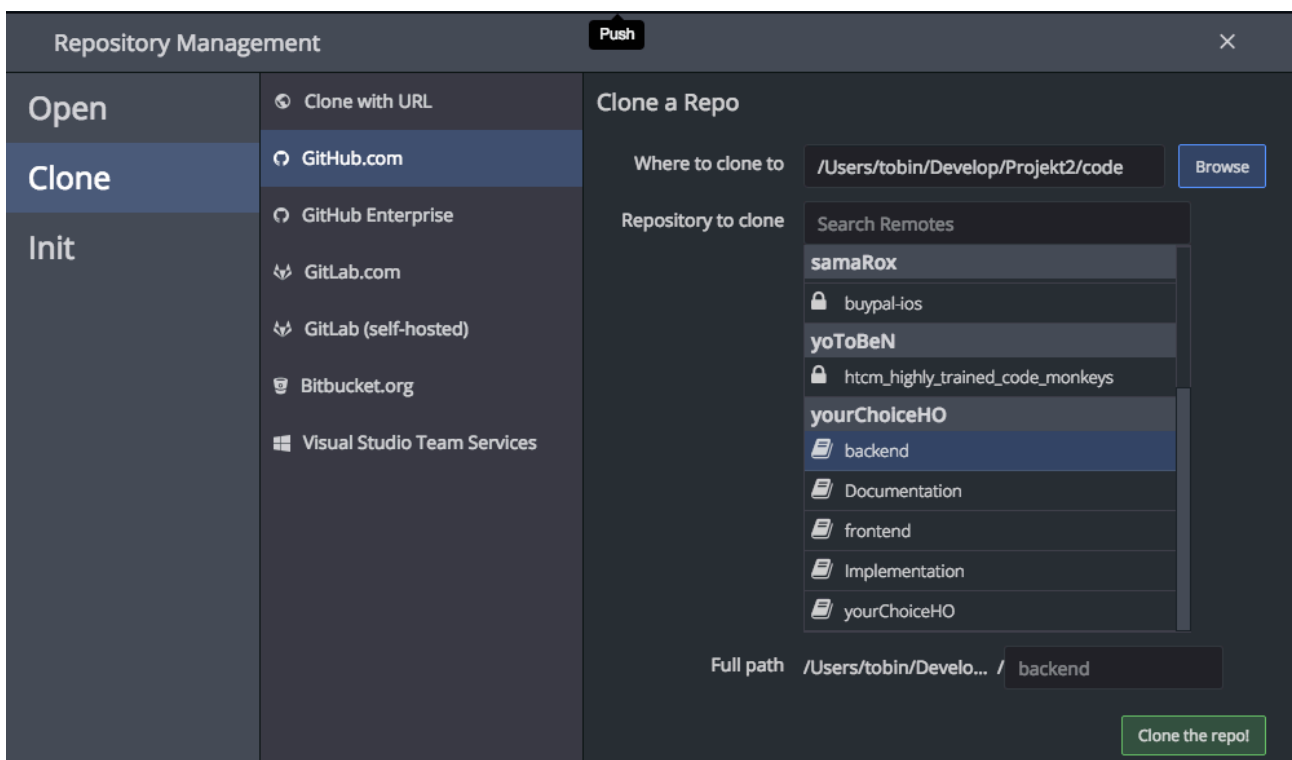 Repository Management
Push
×
Open
Clone
Init
Clone with URL
GitHub.com
GitHub Enterprise
GitLab.com
GitLab (self-hosted)
Bitbucket.org
Visual Studio Team Services
Clone a Repo
Where to clone to /Users/tobin/Develop/Projekt2/code Browse
Repository to clone Search Remotes
samaRox
buypal-ios
yoToBeN
htcm_highly_trained_code_monkeys
yourChoiceHO
backend
Documentation
frontend
Implementation
yourChoiceHO
Full path /Users/tobin/Develo... / backend
Clone the repo!